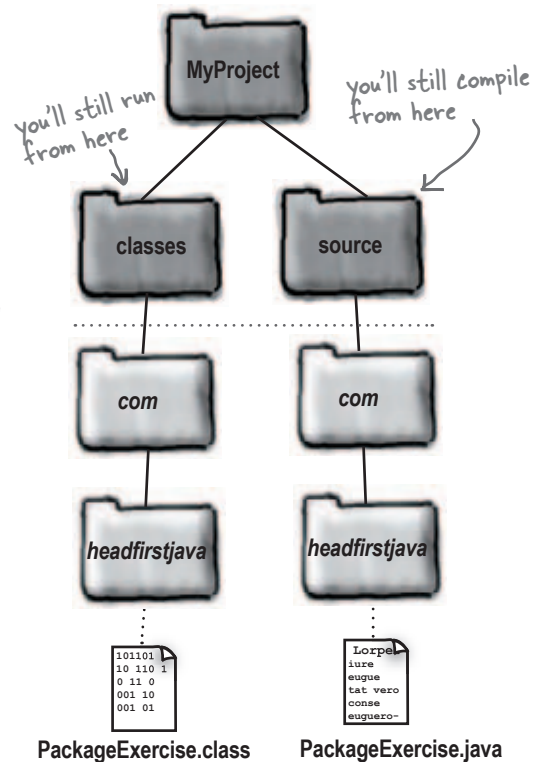 MyProject
you'll still run
from here
you'll still compile
from here
classes
source
com
com
headfirstjava
headfirstjava
101101
10 110 1
0 11 0
001 10
001 01
Lorpe
iure
eugue
tat vero
conse
euguero-
PackageExercise.class
PackageExercise.java